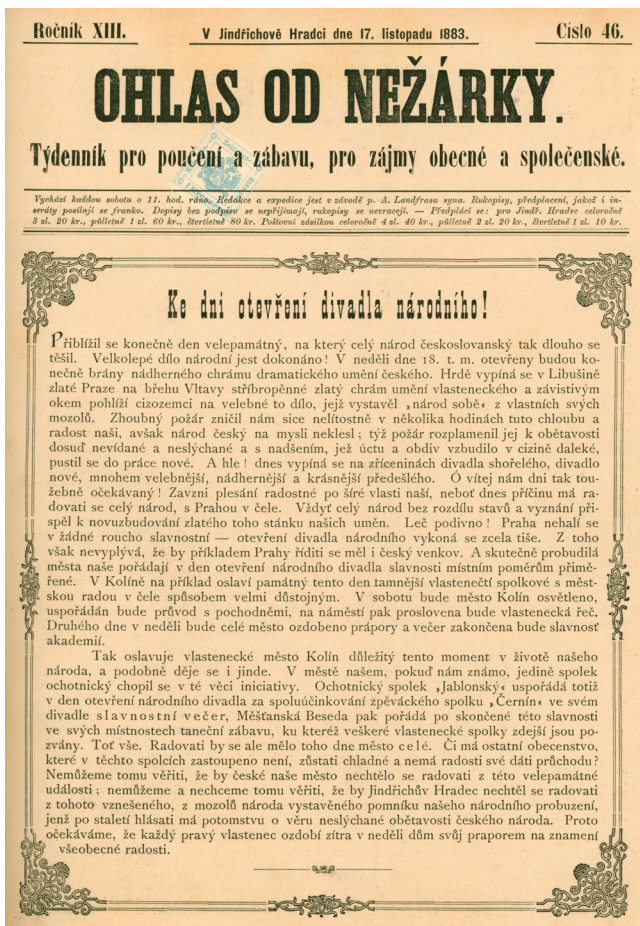 Ročník XIII.
V Jindřichově Hradci dne 17. listopadu 1883.
Číslo 46.
OHLAS OD NEŽÁRKY.
Týdenník pro poučení a zábavu, pro zájmy obecné a společenské.
Vychází každou sobotu o 11. hod. ráno. Redakce a expedice jest v závodě p. A. Landfrasa syna. Rukopisy, předplacení, jakož i in-
seráty posílají se franko. Dopisy bez podpisu se nepřijímají, rukopisy se nevracejí. — Předplácí se: pro Jindř. Hradec celoročně
3 zl. 20 kr., půlletně 1 zl. 60 kr., čtvrtletně 80 kr. Poštovní zásilkou celoročně 4 zl. 40 kr., půlletně 2 zl. 20 kr., čtvrtletně 1 zl. 10 kr.
Ke dni otevření divadla národního!
Přiblížil se konečně den velepamátný, na který celý národ československý tak dlouho se
těšil. Velkolepé dílo národní jest dokonáno! V neděli dne 18. t. m. otevřeny budou ko-
nečně brány nádherného chrámu dramatického umění českého. Hrdě vypíná se v Libušině
zlaté Praze na břehu Vltavy stříbropěnné zlatý chrám umění vlasteneckého a závistivým
okem pohlíží cizozemci na velebné to dílo, jejž vystavěl „národ sobě“ z vlastních svých
mozolů. Zhoubný požár zničil nám sice nelítostně v několika hodinách tuto chloubu a
radost naši, avšak národ český na mysli neklesl; týž požár rozplamenil jej k obětavosti
dosud nevídané a neslýchané a s nadšením, jež úctu a obdiv vzbudilo v cizině daleké,
pustil se do práce nové. A hle! dnes vypíná se na zříceninách divadla shořelého, divadlo
nové, mnohem velebnější, nádhernější a krásnější předešlého. Ó vítej nám dni tak tou-
žebně očekávaný! Zavzni plesání radostné po šíré vlasti naší, neboť dnes příčinu má ra-
dovati se celý národ, s Prahou v čele. Vždyť celý národ bez rozdílu stavů a vyznání při-
spěl k novuzbudování zlatého toho stánku našich uměn. Leč podivno! Praha nehalí se
v žádné roucho slavnostní — otevření divadla národního vykoná se zcela tiše. Z toho
však nevyplývá, že by příkladem Prahy říditi se měl i český venkov. A skutečně probudilá
města naše pořádají v den otevření národního divadla slavnosti místním poměrům přimě-
řené. V Kolíně na příklad oslaví památný tento den tamnější vlastenečtí spolkové s měst-
skou radou v čele spůsobem velmi důstojným. V sobotu bude město Kolín osvětleno,
uspořádán bude průvod s pochodněmi, na náměstí pak proslovena bude vlastenecká řeč.
Druhého dne v neděli bude celé město ozdobeno prápory a večer zakončena bude slavnosť
akademií.
Tak oslavuje vlastenecké město Kolín důležitý tento moment v životě našeho
národa, a podobně děje se i jinde. V městě našem, pokuď nám známo, jedině spolek
ochotnický chopil se v té věci iniciativy. Ochotnický spolek „Jablonský“ uspořádá totiž
v den otevření národního divadla za spoluúčinkování zpěváckého spolku „Černín“ ve svém
divadle slavnostní večer, Měšťanská Beseda pak pořádá po skončené této slavnosti
ve svých místnostech taneční zábavu, ku kteréž veškeré vlastenecké spolky zdejší jsou po-
zvány. Toť vše. Radovati by se ale mělo toho dne město celé. Či má ostatní obecenstvo,
které v těchto spolcích zastoupeno není, zůstati chladné a nemá radosti své dáti průchodu?
Nemůžeme tomu věřiti, že by české naše město nechtělo se radovati z této velepamátné
události; nemůžeme a nechceme tomu věřiti, že by Jindřichův Hradec nechtěl se radovati
z tohoto vznešeného, z mozolů národa vystavěného pomníku našeho národního probuzení,
jenž po staletí hlásati má potomstvu o věru neslýchané obětavosti českého národa. Proto
očekáváme, že každý pravý vlastenec ozdobí zítra v neděli dům svůj praporem na znamení
všeobecné radosti.